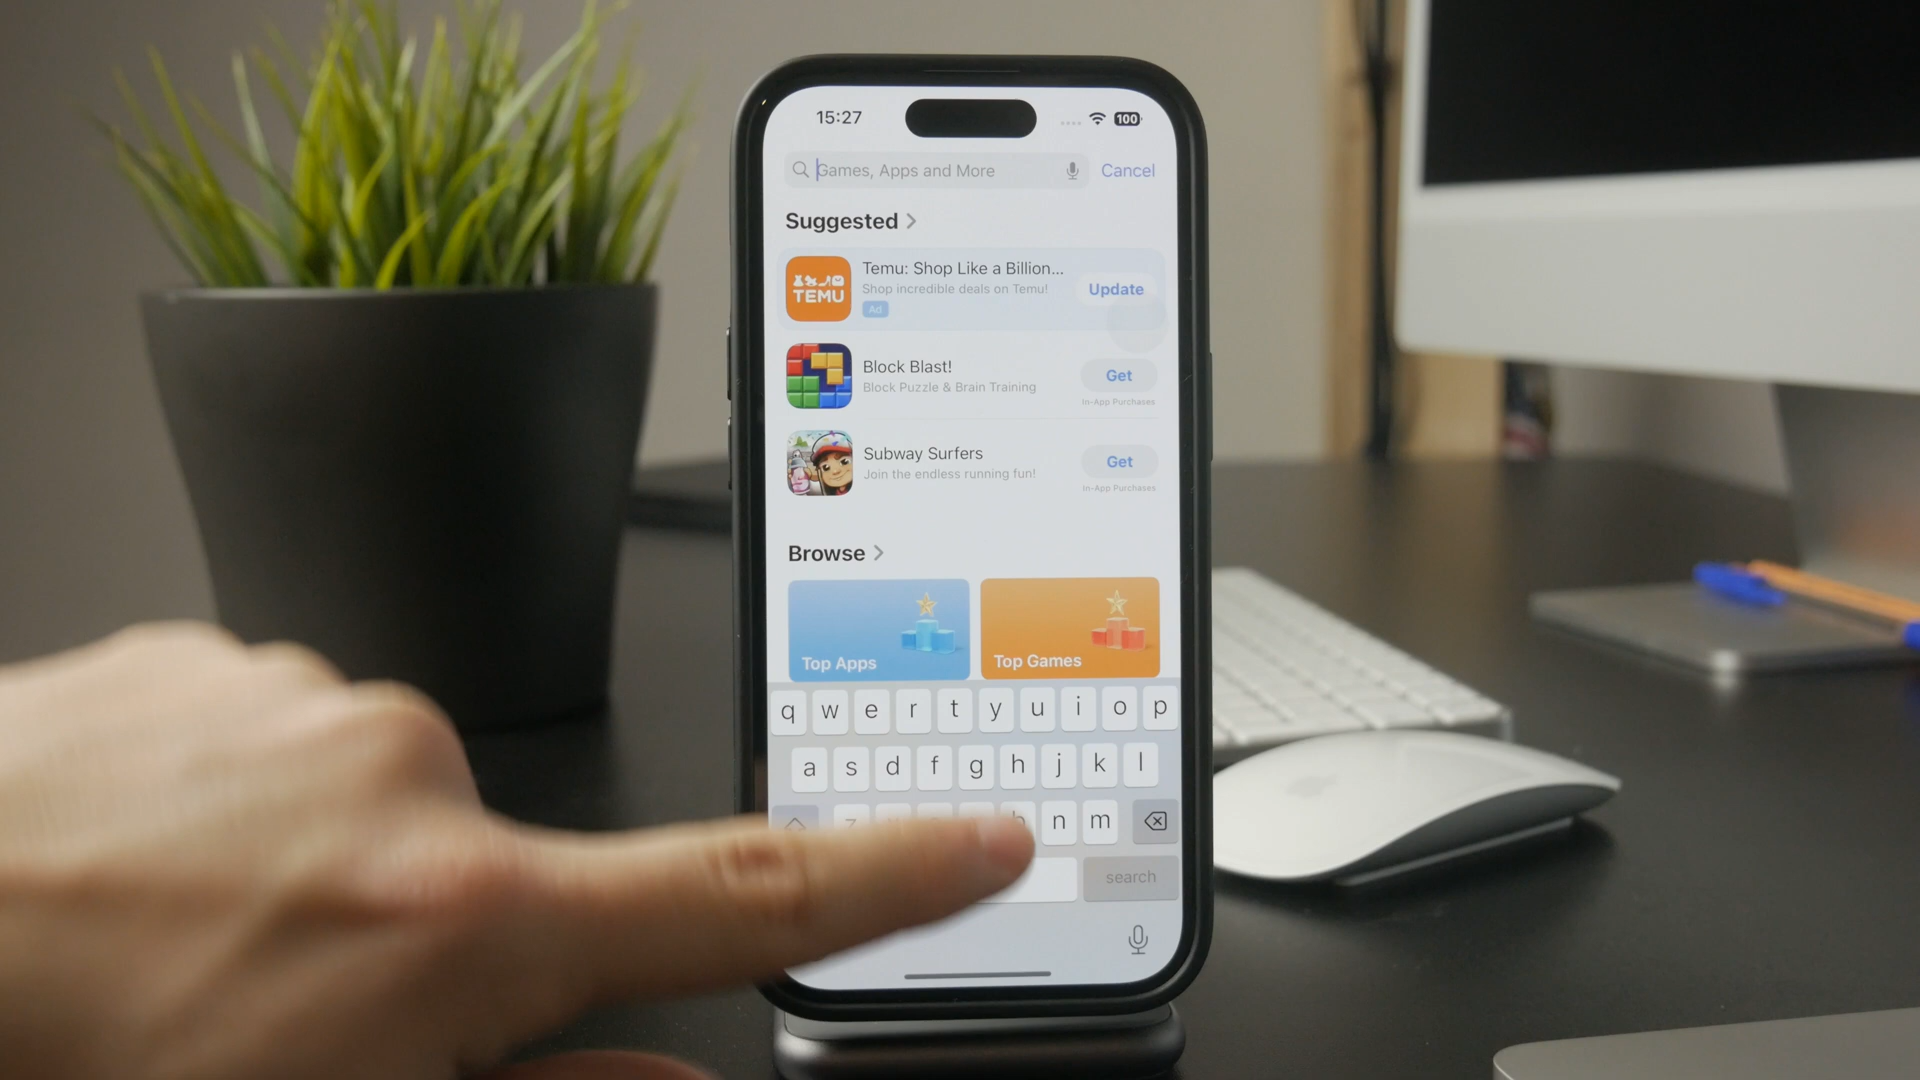 15:27
100
Games, Apps and More
Cancel
Suggested
Temu: Shop Like a Billion...
Shop incredible deals on Temu!
Ad
Update
TEMU
Block Blast!
Block Puzzle & Brain Training
Get
In-App Purchases
Subway Surfers
Join the endless running fun!
Get
In-App Purchases
Browse
Top Apps
Top Games
q w e r t y u i o p
a s d f g h j k l
z b n m
search